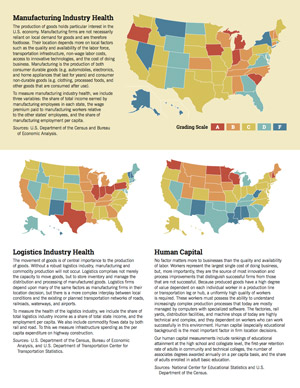 Manufacturing Industry Health
The production of goods holds particular interest in the
U.S. economy. Manufacturing firms are not necessarily
reliant on local demand for goods and are therefore
footloose. Their location depends more on local factors
such as the quality and availability of the labor force,
transportation infrastructure, non-wage labor costs,
access to innovative technologies, and the cost of doing
business. Manufacturing is the production of both
consumer durable goods (e.g. automobiles, electronics,
and home appliances that last for years) and consumer
non-durable goods (e.g. clothing, processed foods, and
other goods that are consumed after use).
To measure manufacturing industry health, we include
three variables: the share of total income earned by
manufacturing employees in each state, the wage
premium paid to manufacturing workers relative
to the other states' employees, and the share of
manufacturing employment per capita.
Sources: U.S. Department of the Census and Bureau
of Economic Analysis.
Grading Scale A B C D F
Logistics Industry Health
The movement of goods is of central importance to the production
of goods. Without a robust logistics industry, manufacturing and
commodity production will not occur. Logistics comprises not merely
the capacity to move goods, but to store inventory and manage the
distribution and processing of manufactured goods. Logistics firms
depend upon many of the same factors as manufacturing firms in their
location decision, but there is a more complex interplay between local
conditions and the existing or planned transportation networks of roads,
railroads, waterways, and airports.
To measure the health of the logistics industry, we include the share of
total logistics industry income as a share of total state income, and the
employment per capita. We also include commodity flows data by both
rail and road. To this we measure infrastructure spending as the per
capita expenditure on highway construction.
Sources: U.S. Department of the Census, Bureau of Economic
Analysis, and U.S. Department of Transportation Center for
Transportation Statistics.
Human Capital
No factor matters more to businesses than the quality and availability of
labor. Workers represent the largest single cost of doing business,
but, more importantly, they are the source of most innovation and
process improvements that distinguish successful firms from those
that are not successful. Because produced goods have a high degree
of value dependent on each individual worker in a production line
or transportation leg or hub, a uniformly high quality of workers
is required. These workers must possess the ability to understand
increasingly complex production processes that today are mostly
managed by computers with specialized software. The factories, rail
yards, distribution facilities, and machine shops of today are highly
technical and complex, and they dependent on workers who can work
successfully in this environment. Human capital (especially educational
background) is the most important factor in firm location decisions.
Our human capital measurements include rankings of educational
attainment at the high school and collegiate level, the first-year retention
rate of adults in community and technical colleges, the number of
associates degrees awarded annually on a per capita basis, and the share
of adults enrolled in adult basic education.
Sources: National Center for Educational Statistics and U.S.
Department of the Census.